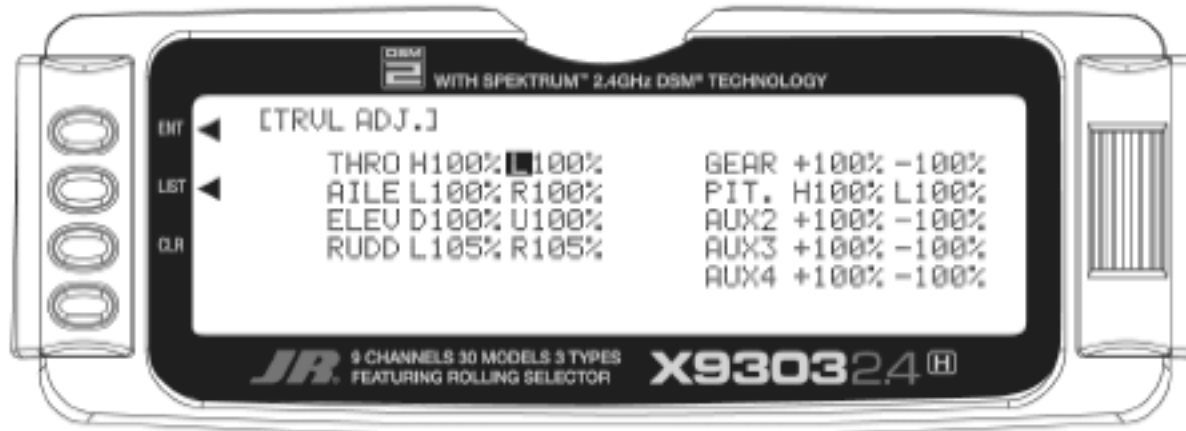 DSM
2
WITH SPEKTRUM™ 2.4GHz DSM® TECHNOLOGY
ENT
LIST
CLR
[TRVL ADJ.]
THRO H100% L100%
AILE L100% R100%
ELEV D100% U100%
RUDD L105% R105%
GEAR +100% -100%
PIT. H100% L100%
AUX2 +100% -100%
AUX3 +100% -100%
AUX4 +100% -100%
JR®
9 CHANNELS 30 MODELS 3 TYPES
FEATURING ROLLING SELECTOR
X9303 2.4 H